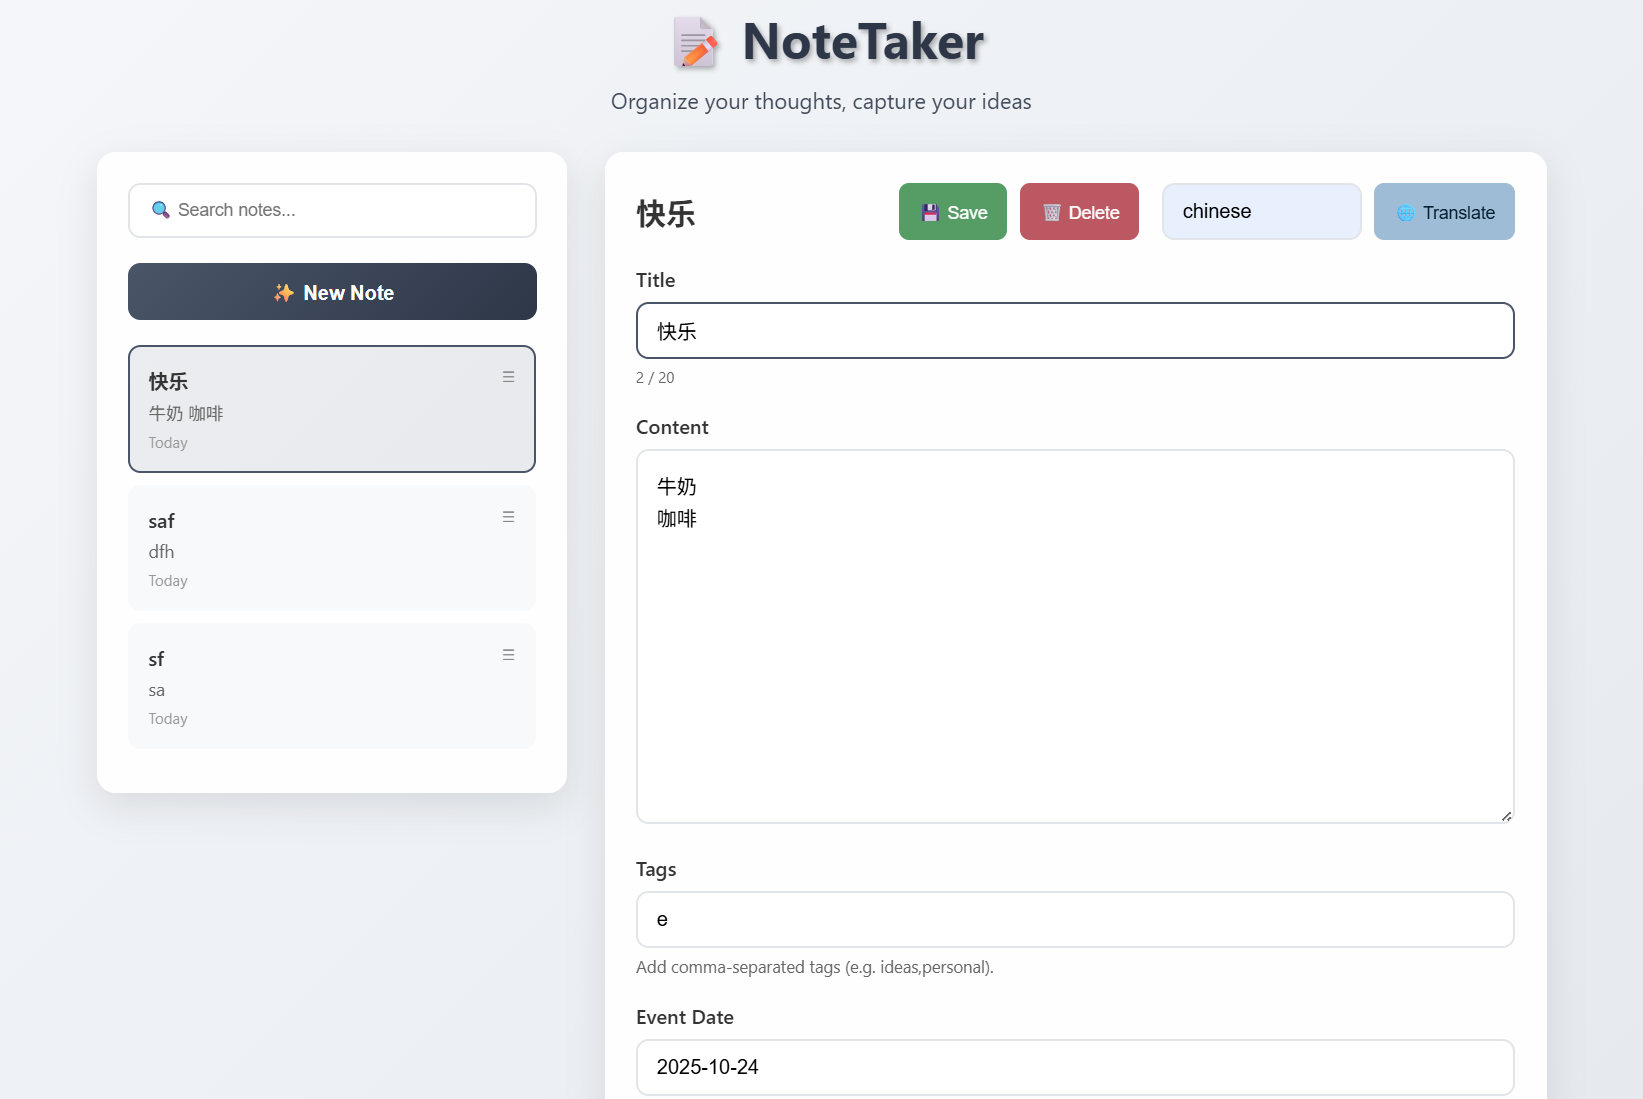 NoteTaker
Organize your thoughts, capture your ideas
Search notes...
New Note
快乐
牛奶 咖啡
Today
saf
dfh
Today
sf
sa
Today
快乐
Save
Delete
chinese
Translate
Title
快乐
2 / 20
Content
牛奶
咖啡
Tags
e
Add comma-separated tags (e.g. ideas,personal).
Event Date
2025-10-24